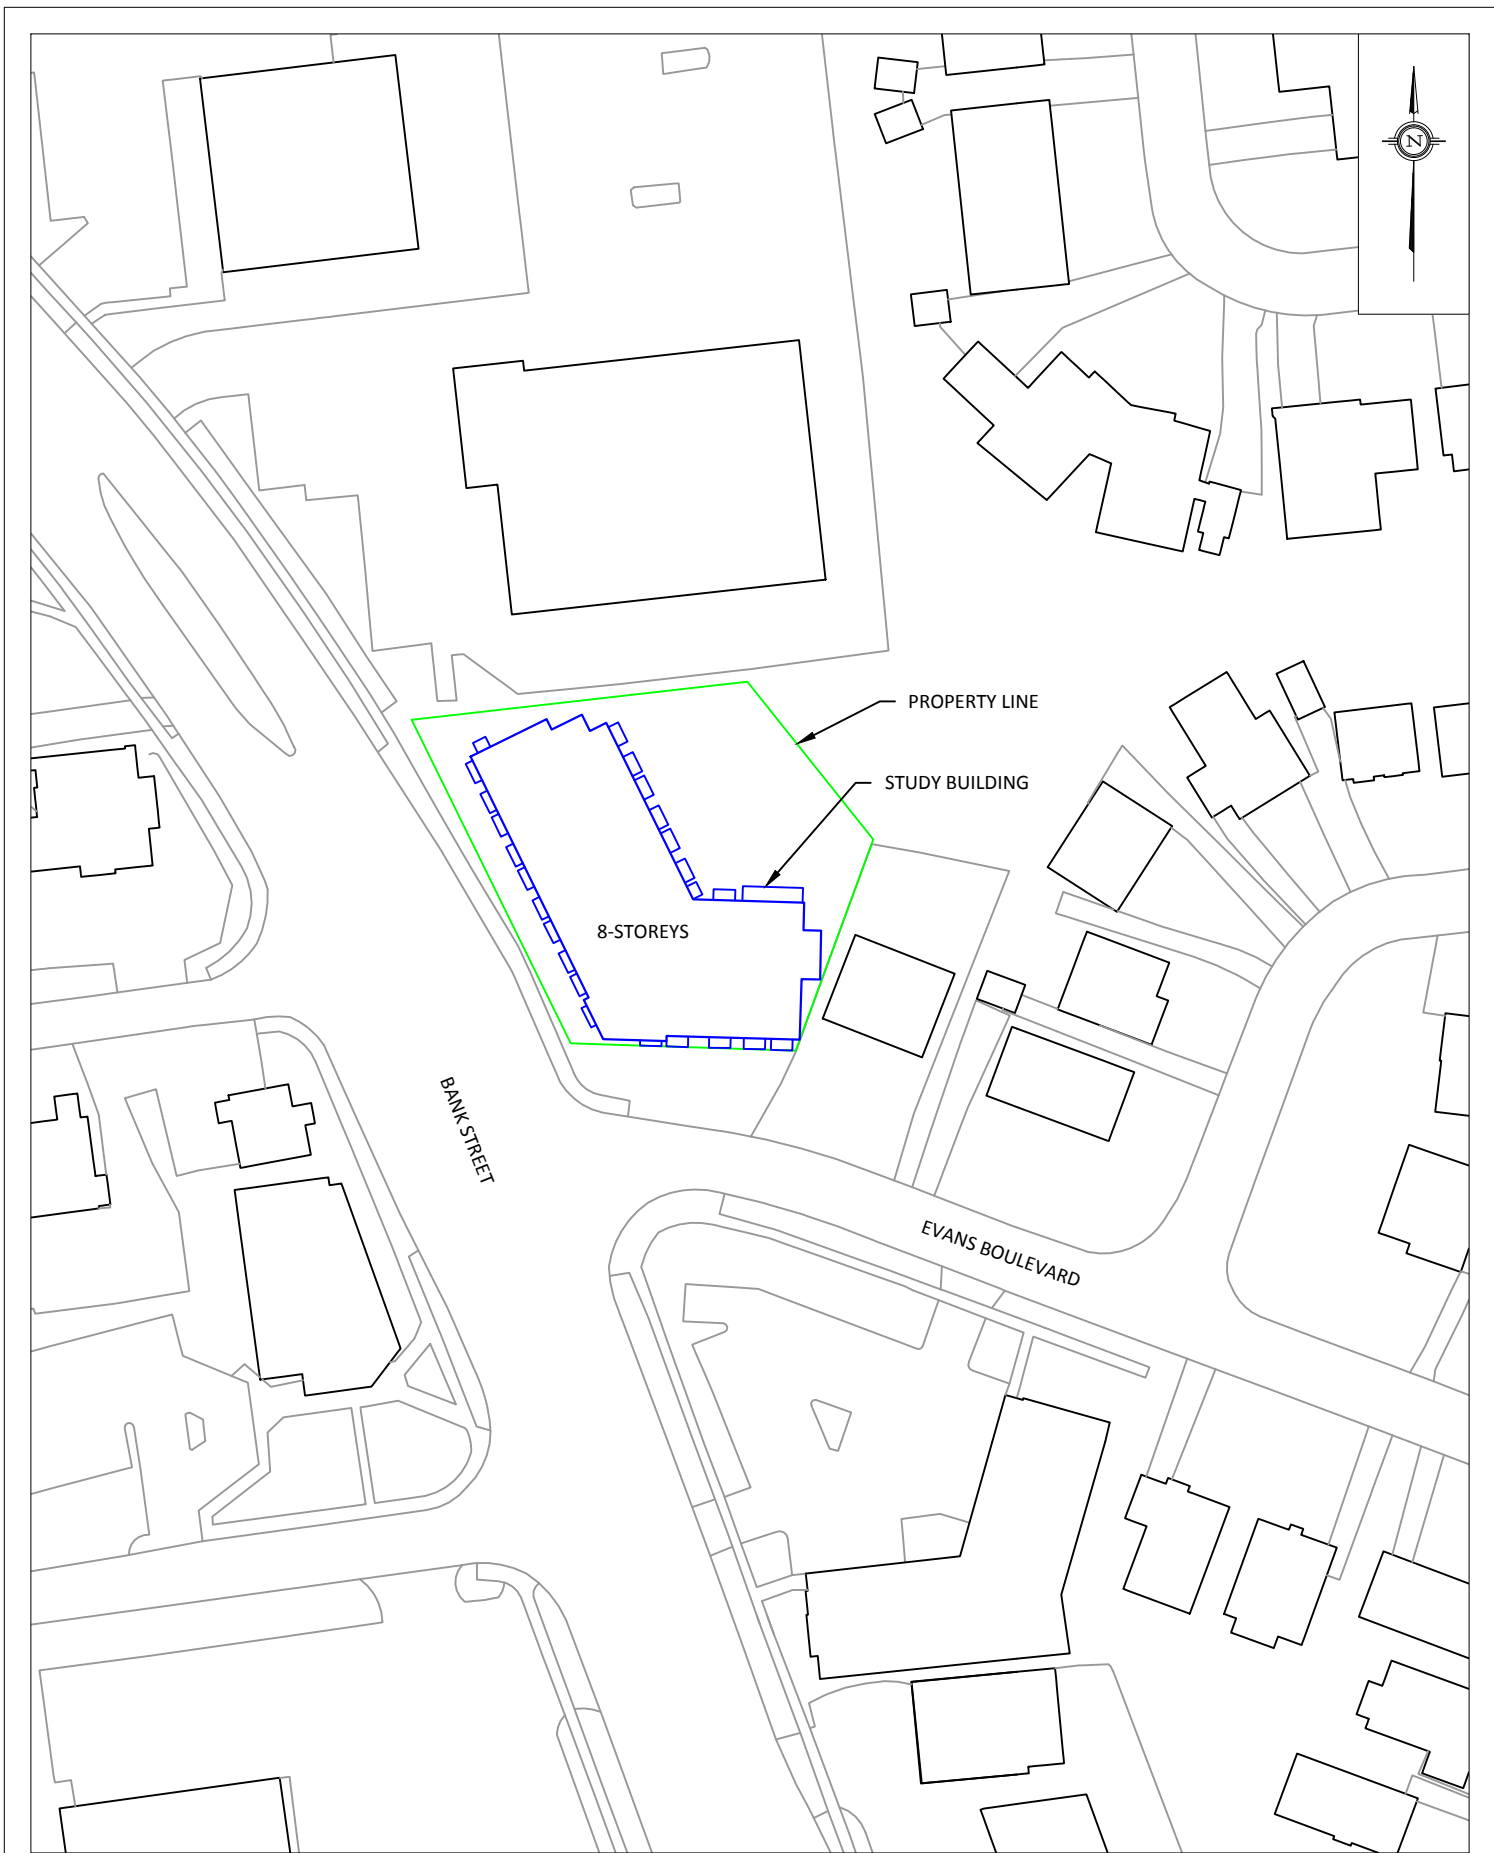 N
PROPERTY LINE
STUDY BUILDING
8-STOREYS
BANK STREET
EVANS BOULEVARD